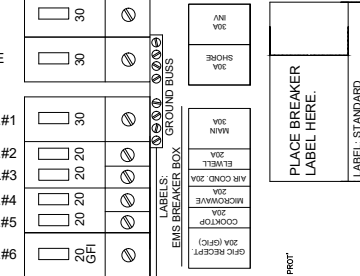 30
30
E
#1
30
#2
20
#3
20
#4
20
#5
20
#6
20
GFI
GROUND BUSS
LABELS:
EMS BREAKER BOX
30A
INV
30A
SHORE
30A
MAIN
20A
ELWELL
AIR COND. 20A
20A
MICROWAVE
20A
COOKTOP
20A (GFIC)
GFIC RECEPT.
PLACE BREAKER
LABEL HERE.
LABEL: STANDARD
PROT